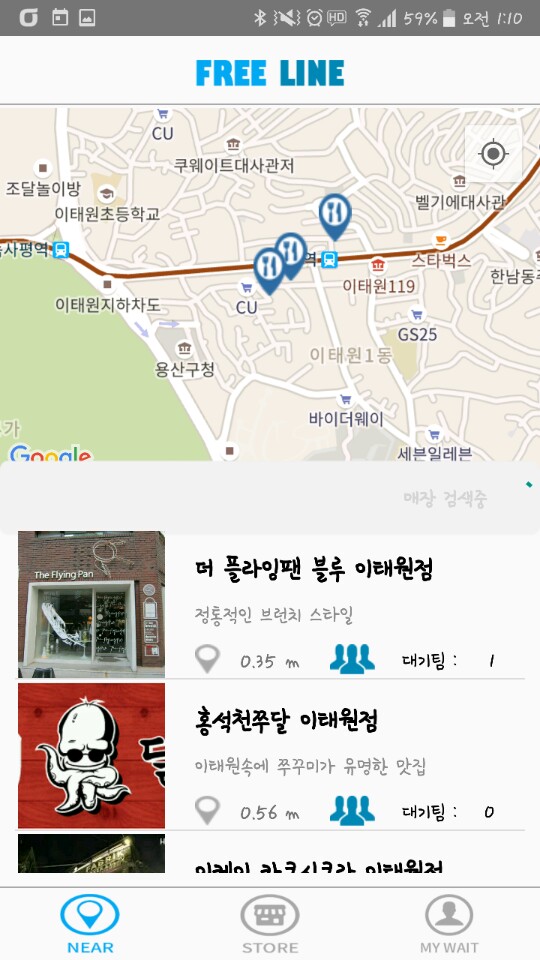 HD 59% 오전 1:10
FREE LINE
CU
쿠웨이트대사관저
조달놀이방
이태원초등학교
벨기에대사관
스타벅스
이태원119
한남동
이태원지하차도
CU
GS25
용산구청
이태원1동
바이더웨이
Google
세븐일레븐
매장 검색중
The Flying Pan
더 플라잉팬 블루 이태원점
정통적인 브런치 스타일
0.35 m 대기팀 : 1
홍석천쭈달 이태원점
이태원속에 쭈꾸미가 유명한 맛집
0.56 m 대기팀 : 0
이태원점
NEAR STORE MY WAIT